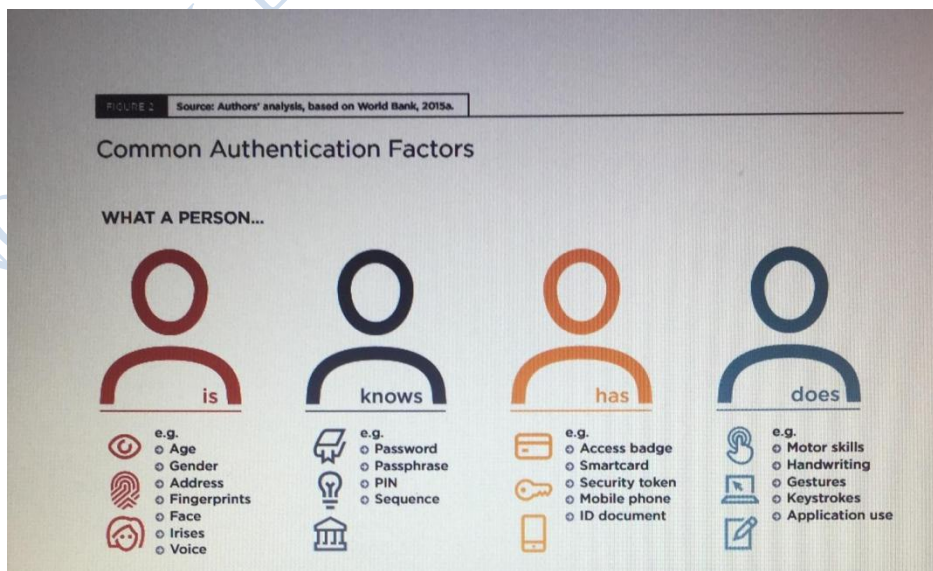 FIGURE 2 Source: Authors' analysis, based on World Bank, 2015a.
Common Authentication Factors
WHAT A PERSON...
is
e.g.
Age
Gender
Address
Fingerprints
Face
Irises
Voice
knows
e.g.
Password
Passphrase
PIN
Sequence
has
e.g.
Access badge
Smartcard
Security token
Mobile phone
ID document
does
e.g.
Motor skills
Handwriting
Gestures
Keystrokes
Application use